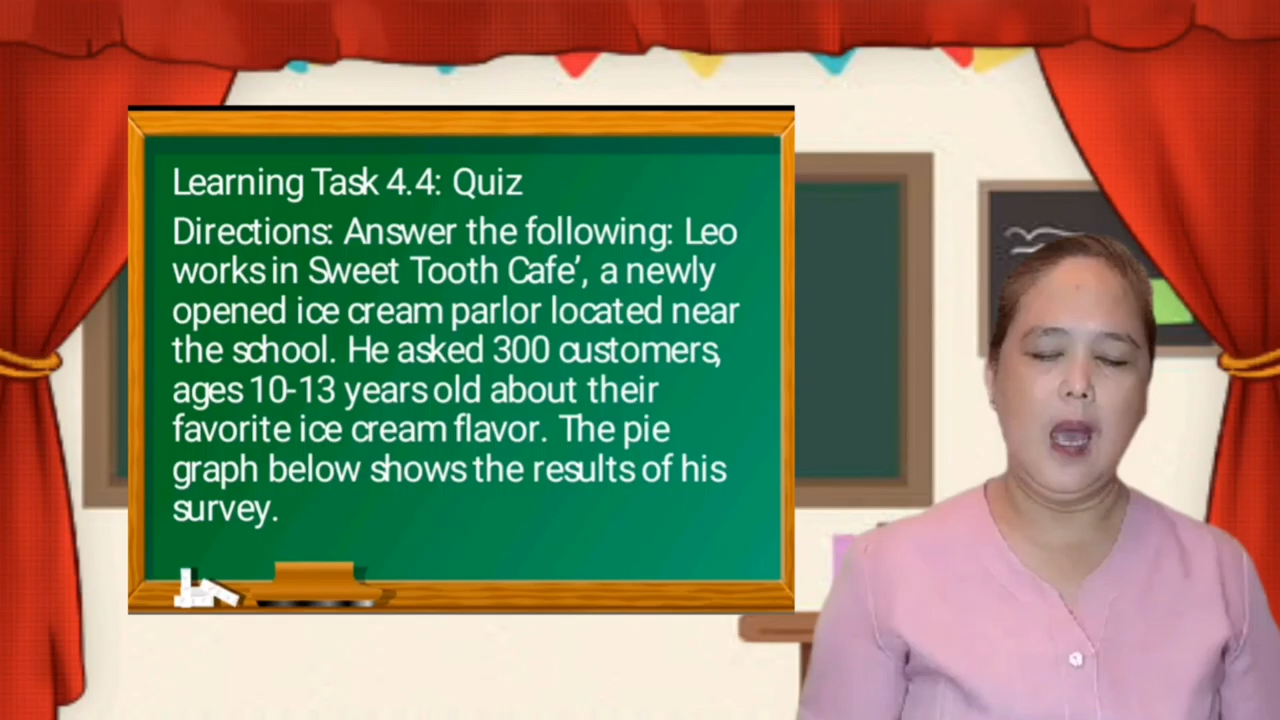 Learning Task 4.4: Quiz
Directions: Answer the following: Leo
works in Sweet Tooth Cafe’, a newly
opened ice cream parlor located near
the school. He asked 300 customers,
ages 10-13 years old about their
favorite ice cream flavor. The pie
graph below shows the results of his
survey.